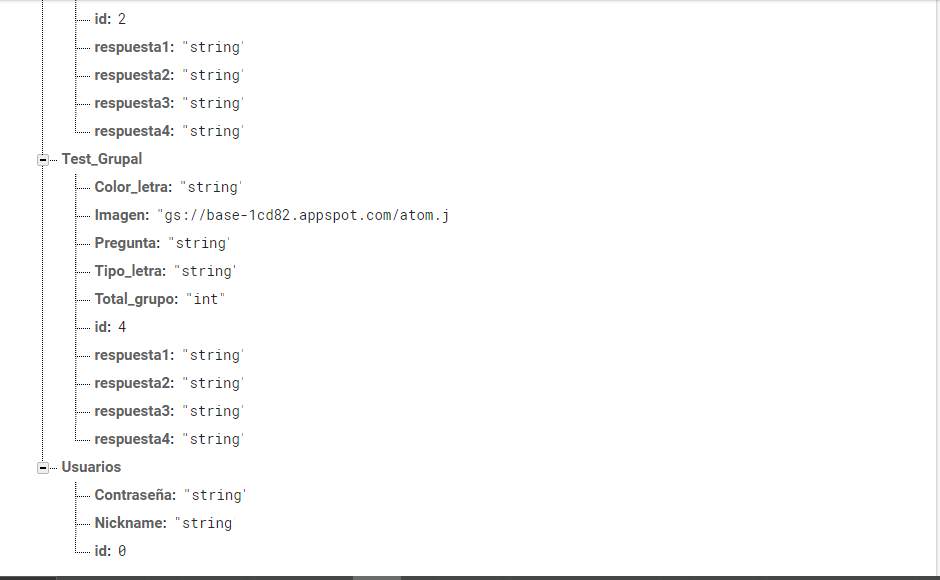 id: 2
respuesta1: "string'
respuesta2: "string'
respuesta3: "string'
respuesta4: "string'
Test_Grupal
Color_letra: "string'
Imagen: "gs://base-1cd82.appspot.com/atom.j
Pregunta: "string'
Tipo_letra: "string'
Total_grupo: "int"
id: 4
respuesta1: "string'
respuesta2: "string'
respuesta3: "string'
respuesta4: "string'
Usuarios
Contraseña: "string'
Nickname: "string
id: 0